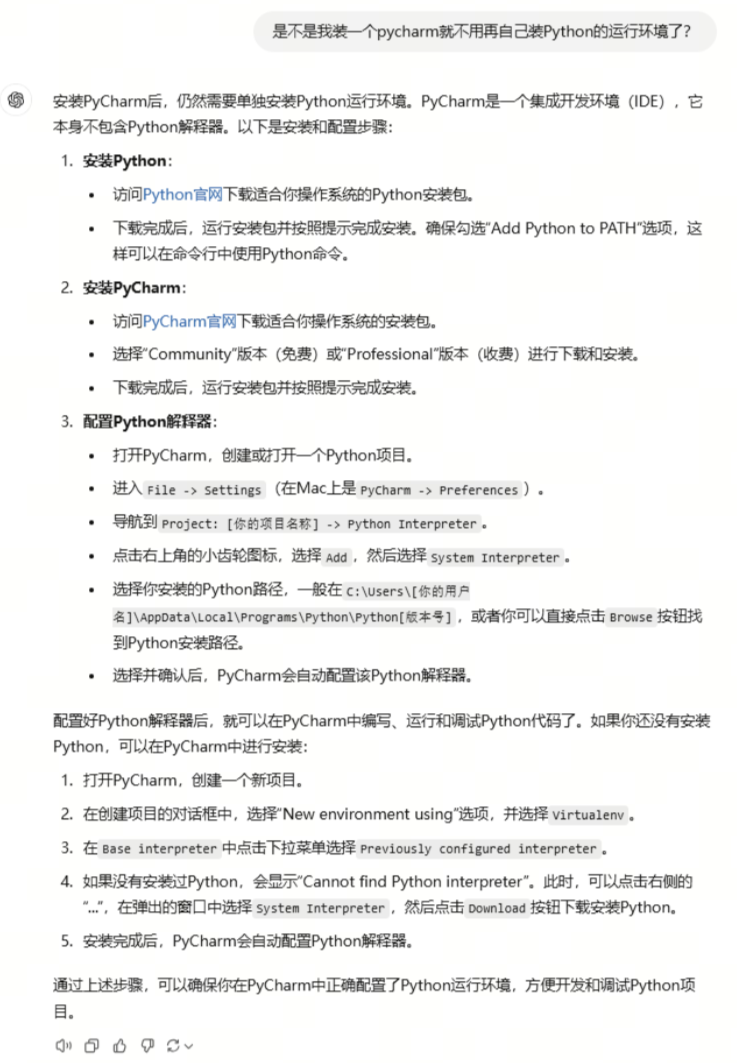 是不是我装一个pycharm就不用再自己装Python的运行环境了？
安装PyCharm后，仍然需要单独安装Python运行环境。PyCharm是一个集成开发环境（IDE），它
本身不包含Python解释器。以下是安装和配置步骤：
1. 安装Python：
• 访问Python官网下载适合你操作系统的Python安装包。
• 下载完成后，运行安装包并按照提示完成安装。确保勾选“Add Python to PATH”选项，这
样可以在命令行中使用Python命令。
2. 安装PyCharm：
• 访问PyCharm官网下载适合你操作系统的安装包。
• 选择“Community”版本（免费）或“Professional”版本（收费）进行下载和安装。
• 下载完成后，运行安装包并按照提示完成安装。
3. 配置Python解释器：
• 打开PyCharm，创建或打开一个Python项目。
• 进入 File -> Settings （在Mac上是 PyCharm -> Preferences ）。
• 导航到 Project: [你的项目名称] -> Python Interpreter 。
• 点击右上角的小齿轮图标，选择 Add ，然后选择 System Interpreter 。
• 选择你安装的Python路径，一般在 C:\Users\[你的用户
名]\AppData\Local\Programs\Python\Python[版本号] ，或者你可以直接点击 Browse 按钮找
到Python安装路径。
• 选择并确认后，PyCharm会自动配置该Python解释器。
配置好Python解释器后，就可以在PyCharm中编写、运行和调试Python代码了。如果你还没有安装
Python，可以在PyCharm中进行安装：
1. 打开PyCharm，创建一个新项目。
2. 在创建项目的对话框中，选择“New environment using”选项，并选择 Virtualenv 。
3. 在 Base interpreter 中点击下拉菜单选择 Previously configured interpreter 。
4. 如果没有安装过Python，会显示“Cannot find Python interpreter”。此时，可以点击右侧的
“...”，在弹出的窗口中选择 System Interpreter ，然后点击 Download 按钮下载安装Python。
5. 安装完成后，PyCharm会自动配置Python解释器。
通过上述步骤，可以确保你在PyCharm中正确配置了Python运行环境，方便开发和调试Python项
目。